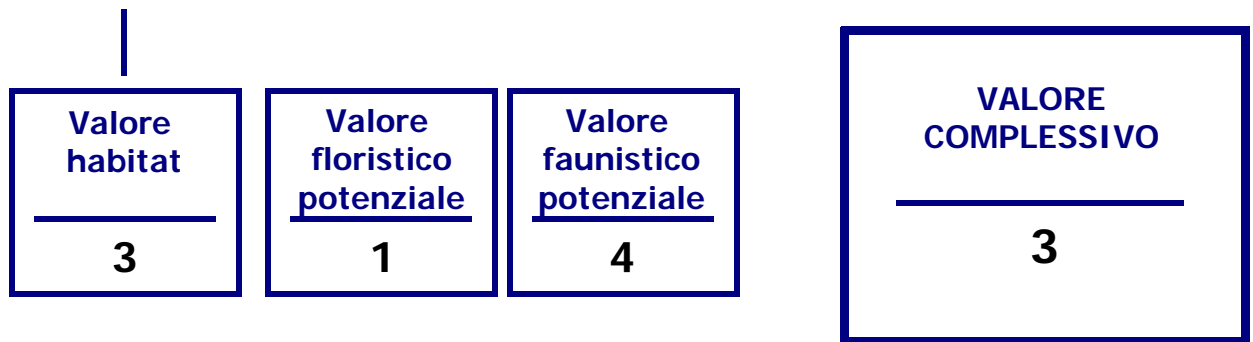 Valore
habitat
3
Valore
floristico
potenziale
1
Valore
faunistico
potenziale
4
VALORE
COMPLESSIVO
3